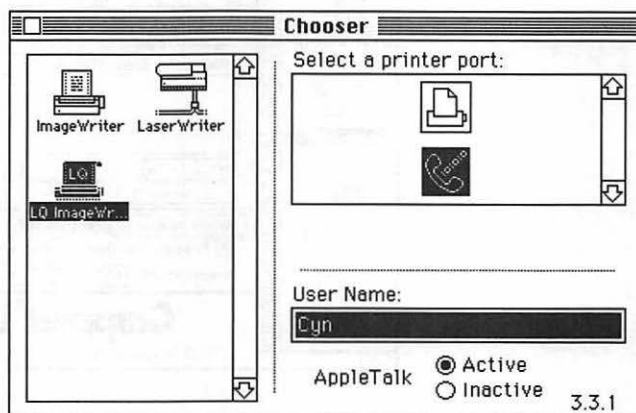 Chooser
Select a printer port:
ImageWriter
LaserWriter
LQ
LQ ImageWr...
User Name:
Cyn
AppleTalk
Active
Inactive
3.3.1